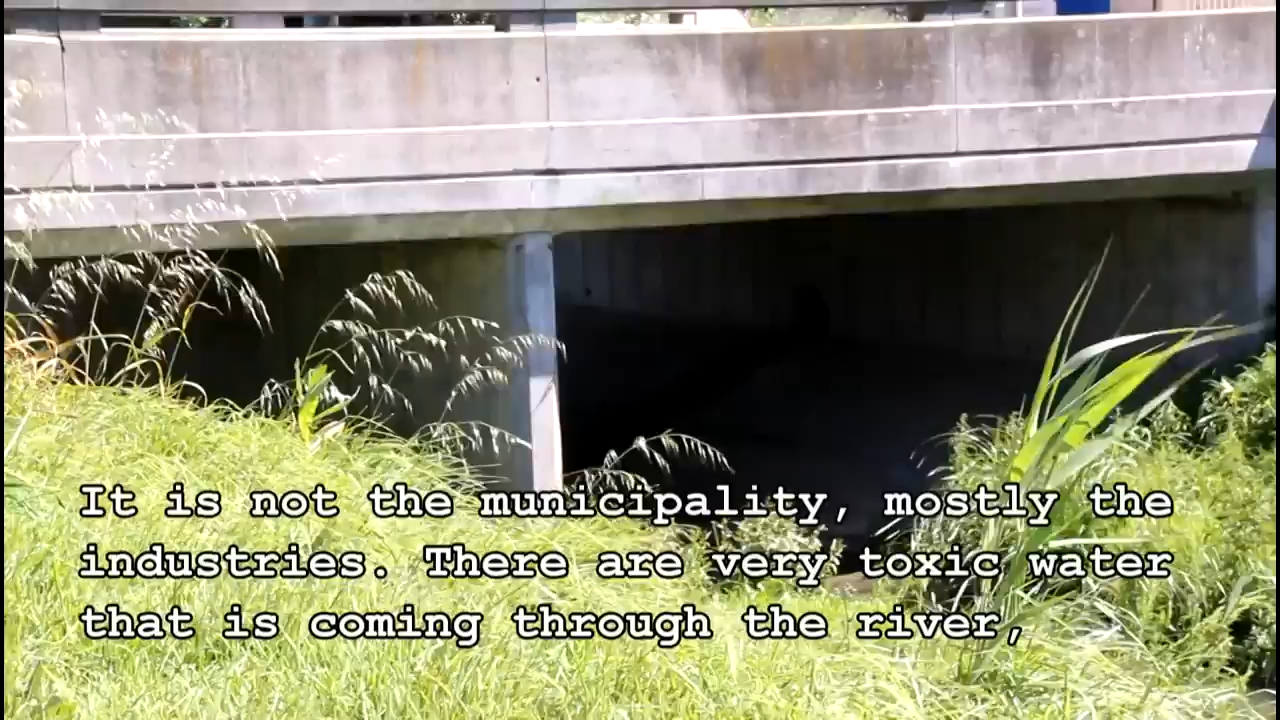 It is not the municipality, mostly the
industries. There are very toxic water
that is coming through the river,